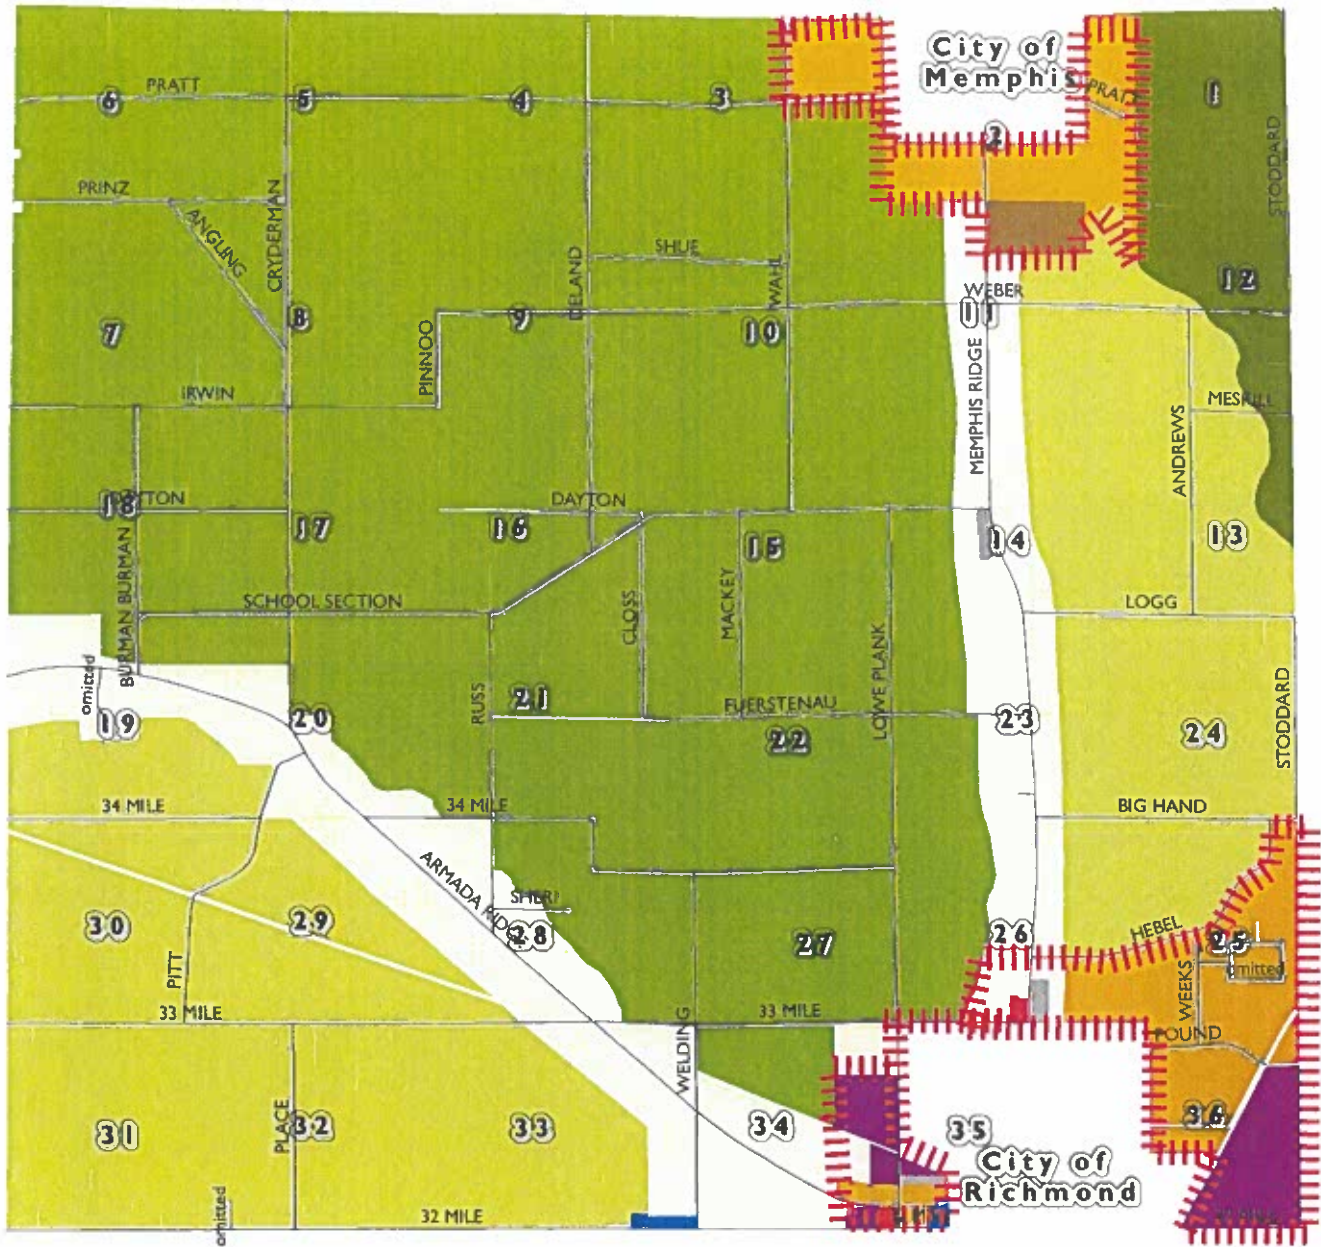 City of
Memphis
PRATT
6
5
4
3
PRATT
1
2
STODDARD
PRINZ
ANGLING
CRYDERMAN
SHUE
DELAND
WAHL
12
WEBER
11
7
8
9
10
PINNOO
MEMPHIS RIDGE
IRWIN
ANDREWS
18
DAYTON
17
16
DAYTON
15
14
13
BURMAN BURMAN
SCHOOL SECTION
CLOSS
MACKEY
LOWE PLANK
LOGG
omitted
19
20
RUSS
21
FUERSTENAU
22
23
24
STODDARD
34 MILE
34 MILE
BIG HAND
ARMADA RIDGE
30
29
SHERI
28
27
26
HEBEL
25
omitted
PITT
WEEKS
33 MILE
33 MILE
POUND
WELDING
31
PLACE
32
33
34
35
36
City of
Richmond
omitted
32 MILE